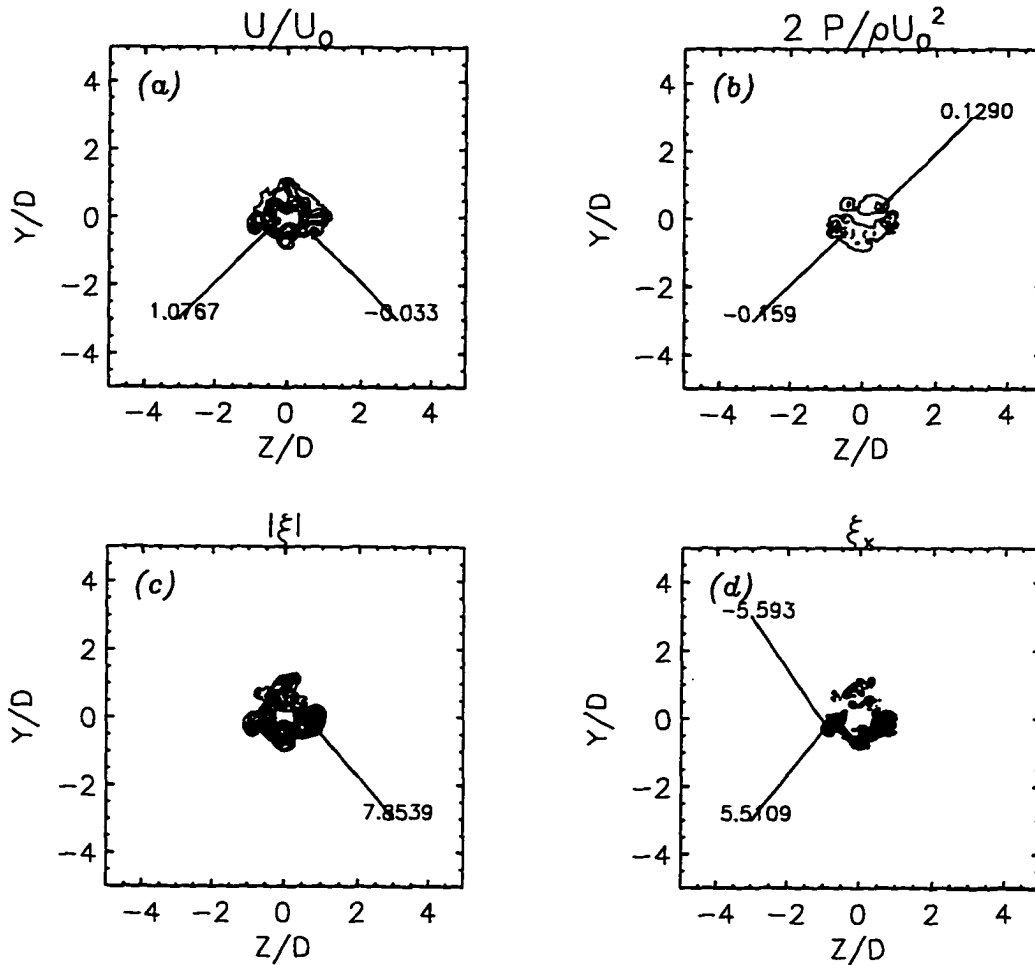 U/U₀
(a)
4
2
0
−2
−4
Y/D
1.0767
−0.033
−4 −2 0 2 4
Z/D
2 P/ρU₀²
(b)
4
2
0
−2
−4
Y/D
0.1290
−0.159
−4 −2 0 2 4
Z/D
|ξ|
(c)
4
2
0
−2
−4
Y/D
7.8539
−4 −2 0 2 4
Z/D
ξₓ
(d)
4
2
0
−2
−4
Y/D
−5.593
5.5109
−4 −2 0 2 4
Z/D